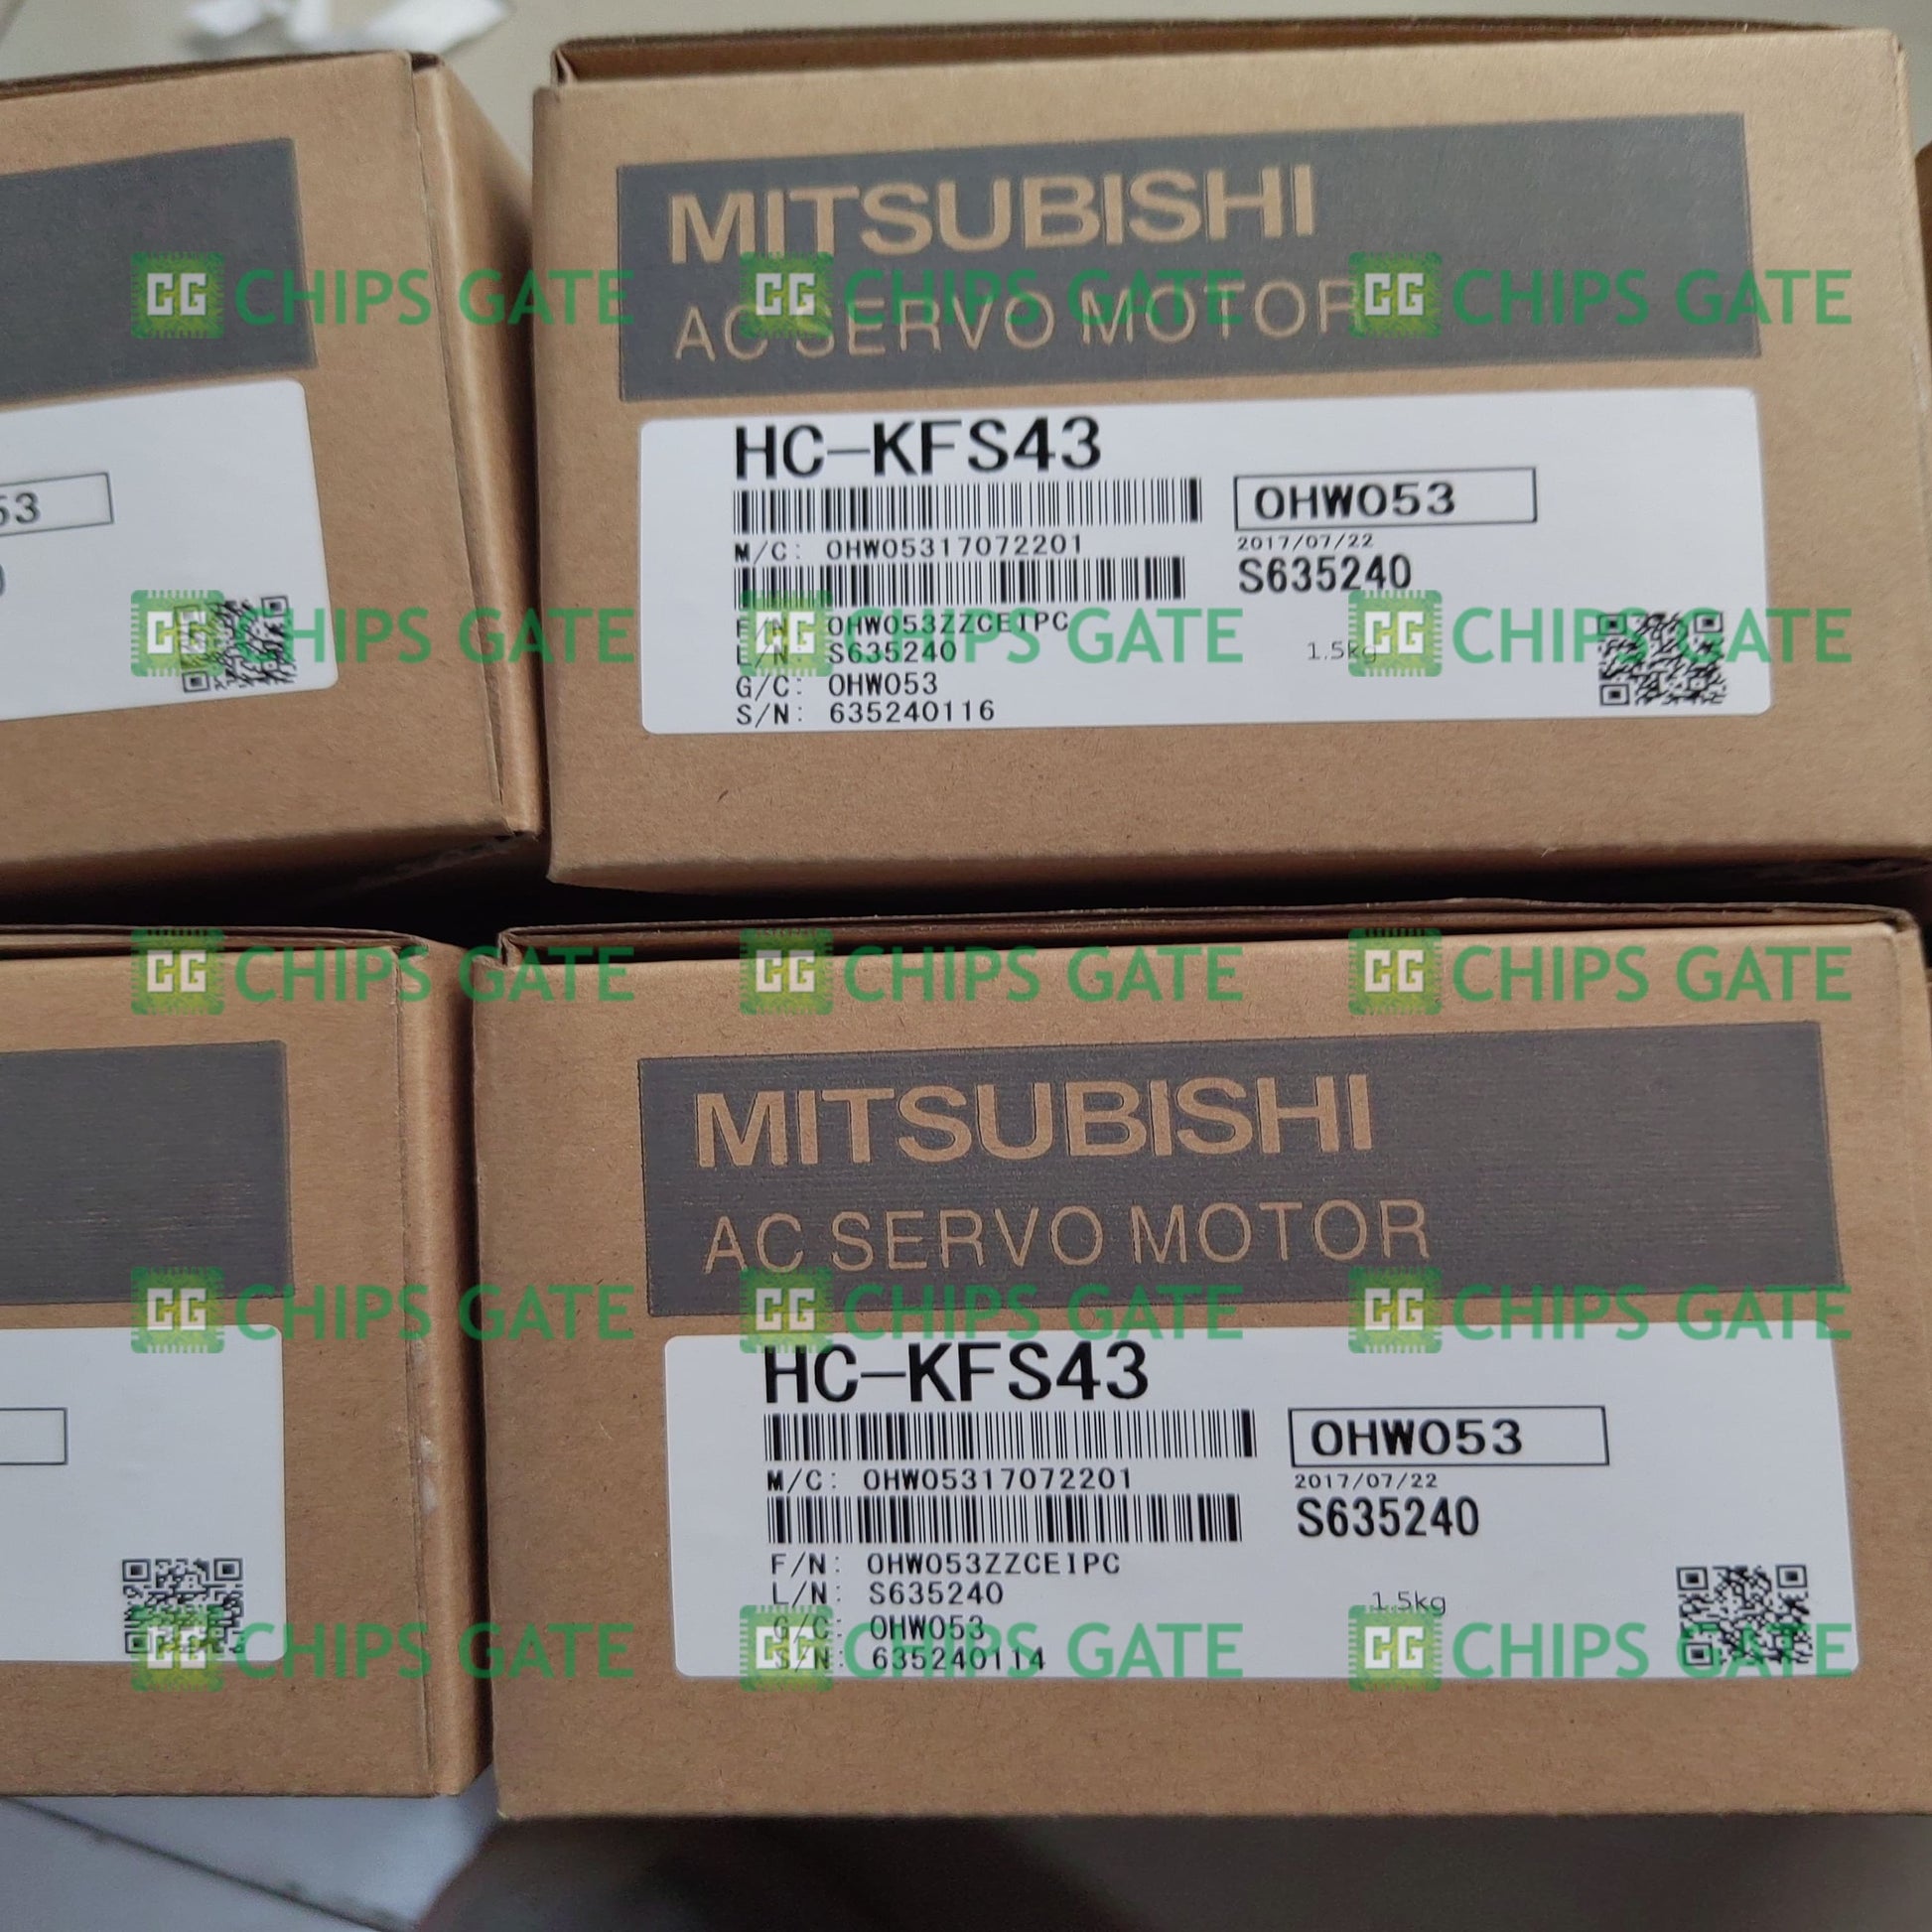 MITSUBISHI
AC SERVO MOTOR
HC-KFS43
OHW053
M/C: OHW05317072201
2017/07/22
S635240
F/N: OHW053ZZCEIPC
L/N: S635240
1.5kg
G/C: OHW053
S/N: 635240116
53
MITSUBISHI
AC SERVO MOTOR
HC-KFS43
OHW053
M/C: OHW05317072201
2017/07/22
S635240
F/N: OHW053ZZCEIPC
L/N: S635240
1.5kg
G/C: OHW053
S/N: 635240114
CG CHIPS GATE CG CHIPS GATE CG CHIPS GATE
CG CHIPS GATE CG CHIPS GATE CG CHIPS GATE
CG CHIPS GATE CG CHIPS GATE CG CHIPS GATE
CG CHIPS GATE CG CHIPS GATE CG CHIPS GATE
CG CHIPS GATE CG CHIPS GATE CG CHIPS GATE